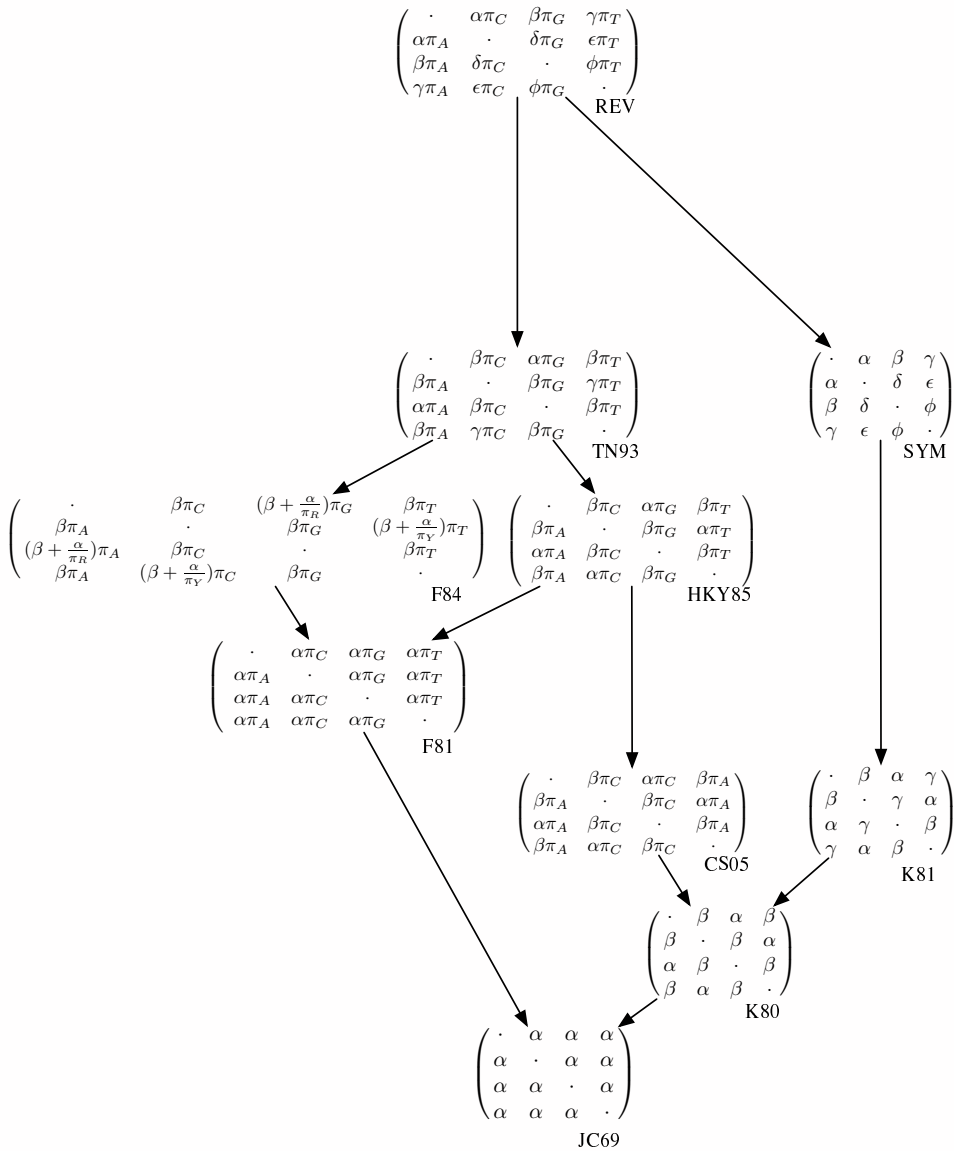 · απ_C βπ_G γπ_T
απ_A · δπ_G ϵπ_T
βπ_A δπ_C · ϕπ_T
γπ_A ϵπ_C ϕπ_G ·
REV
· βπ_C απ_G βπ_T
βπ_A · βπ_G γπ_T
απ_A βπ_C · βπ_T
βπ_A γπ_C βπ_G ·
TN93
· α β γ
α · δ ϵ
β δ · ϕ
γ ϵ ϕ ·
SYM
· βπ_C (β + α/π_R)π_G βπ_T
βπ_A · βπ_G (β + α/π_Y)π_T
(β + α/π_R)π_A βπ_C · βπ_T
βπ_A (β + α/π_Y)π_C βπ_G ·
F84
· βπ_C απ_G βπ_T
βπ_A · βπ_G απ_T
απ_A βπ_C · βπ_T
βπ_A απ_C βπ_G ·
HKY85
· απ_C απ_G απ_T
απ_A · απ_G απ_T
απ_A απ_C · απ_T
απ_A απ_C απ_G ·
F81
· βπ_C απ_C βπ_A
βπ_A · βπ_C απ_A
απ_A βπ_C · βπ_A
βπ_A απ_C βπ_C ·
CS05
· β α γ
β · γ α
α γ · β
γ α β ·
K81
· β α β
β · β α
α β · β
β α β ·
K80
· α α α
α · α α
α α · α
α α α ·
JC69